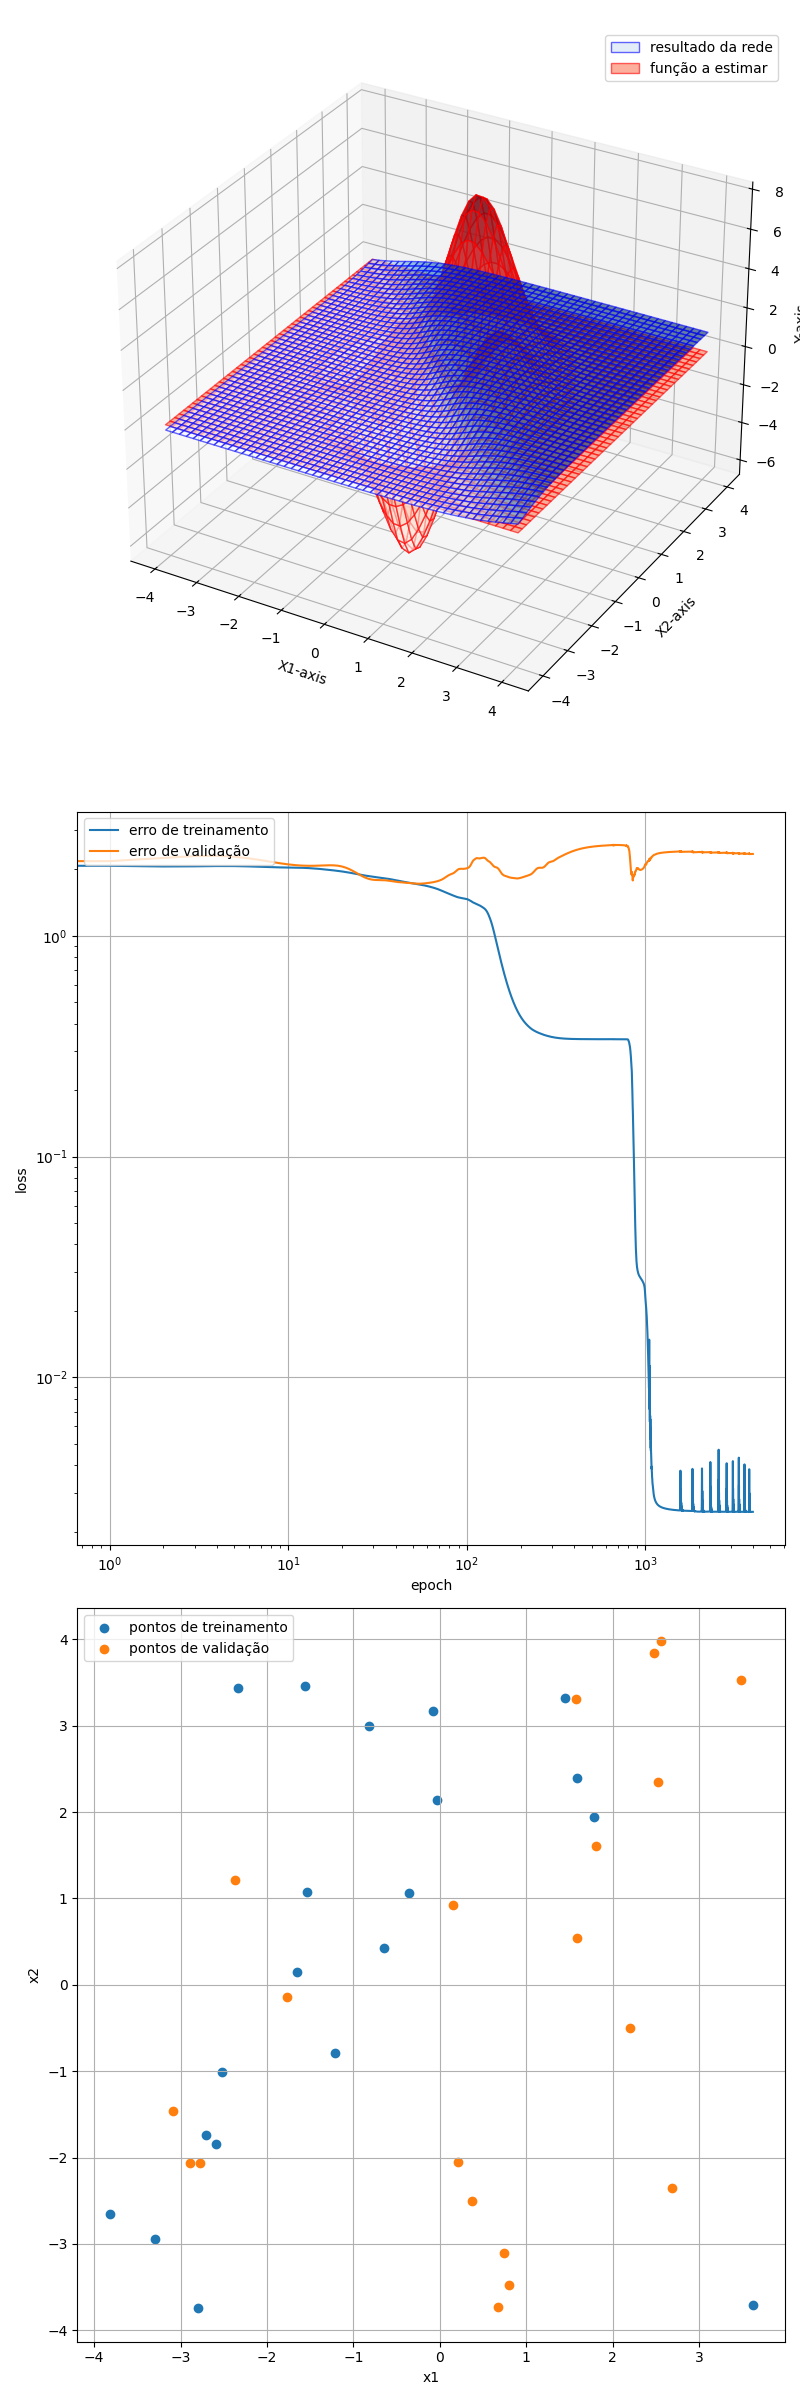 resultado da rede
função a estimar
8
6
4
2
0
−2
−4
−6
4
3
2
1
0
−1
−2
−3
−4
X2-axis
−4
−3
−2
−1
0
1
2
3
4
X1-axis
erro de treinamento
erro de validação
10^0
10^-1
10^-2
loss
10^0 10^1 10^2 10^3
epoch
pontos de treinamento
pontos de validação
4
3
2
1
0
−1
−2
−3
−4
x2
−4 −3 −2 −1 0 1 2 3
x1